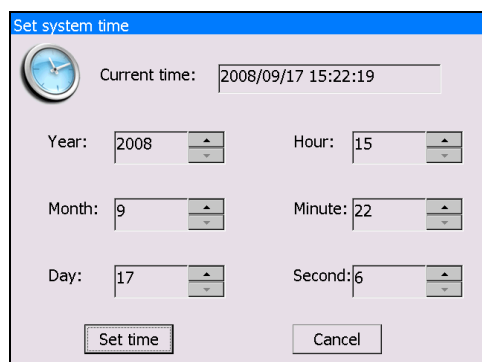 Set system time
Current time: 2008/09/17 15:22:19
Year: 2008 Hour: 15
Month: 9 Minute: 22
Day: 17 Second: 6
Set time Cancel